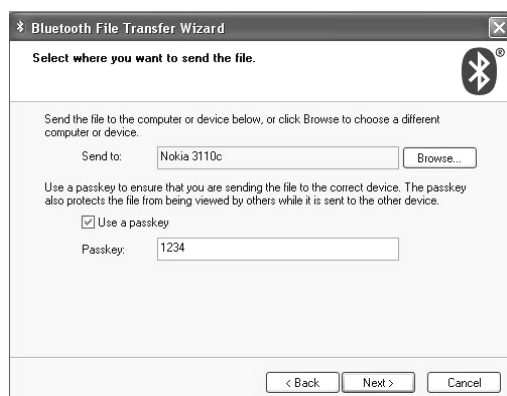 Bluetooth File Transfer Wizard
Select where you want to send the file.
®
Send the file to the computer or device below, or click Browse to choose a different
computer or device.
Send to: Nokia 3110c Browse...
Use a passkey to ensure that you are sending the file to the correct device. The passkey
also protects the file from being viewed by others while it is sent to the other device.
Use a passkey
Passkey: 1234
< Back Next > Cancel